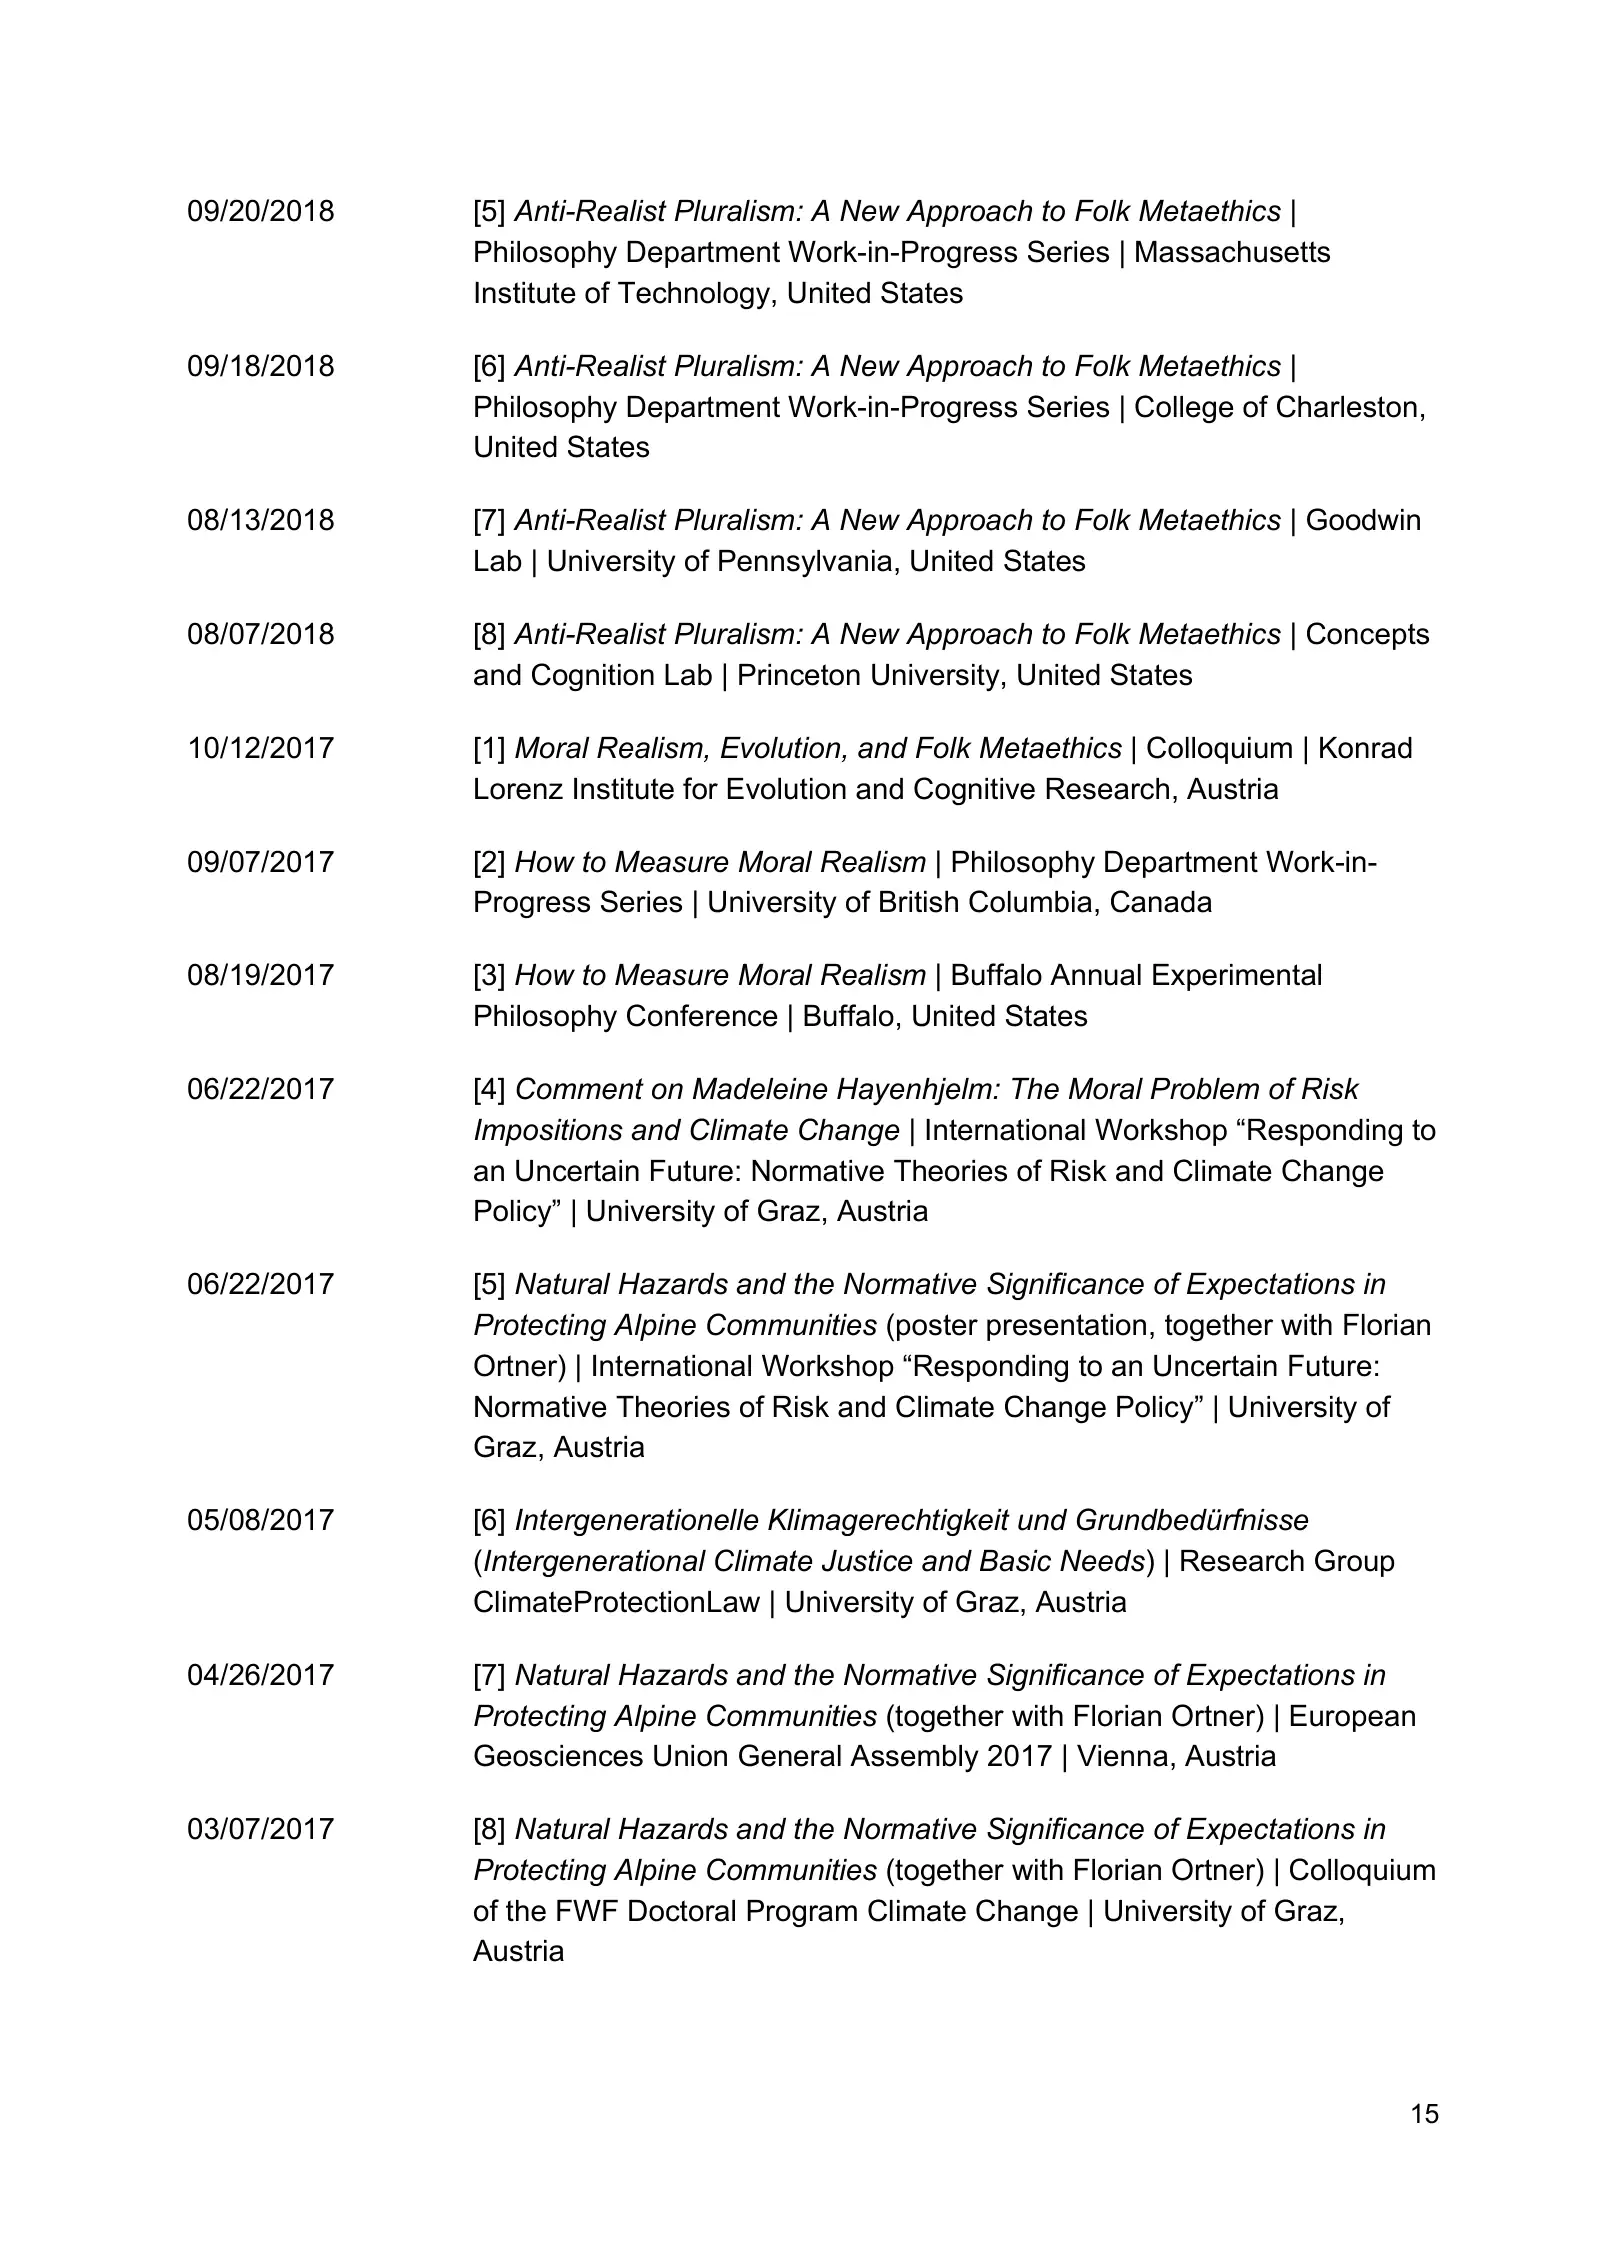 09/20/2018 [5] Anti-Realist Pluralism: A New Approach to Folk Metaethics |
Philosophy Department Work-in-Progress Series | Massachusetts
Institute of Technology, United States
09/18/2018 [6] Anti-Realist Pluralism: A New Approach to Folk Metaethics |
Philosophy Department Work-in-Progress Series | College of Charleston,
United States
08/13/2018 [7] Anti-Realist Pluralism: A New Approach to Folk Metaethics | Goodwin
Lab | University of Pennsylvania, United States
08/07/2018 [8] Anti-Realist Pluralism: A New Approach to Folk Metaethics | Concepts
and Cognition Lab | Princeton University, United States
10/12/2017 [1] Moral Realism, Evolution, and Folk Metaethics | Colloquium | Konrad
Lorenz Institute for Evolution and Cognitive Research, Austria
09/07/2017 [2] How to Measure Moral Realism | Philosophy Department Work-in-
Progress Series | University of British Columbia, Canada
08/19/2017 [3] How to Measure Moral Realism | Buffalo Annual Experimental
Philosophy Conference | Buffalo, United States
06/22/2017 [4] Comment on Madeleine Hayenhjelm: The Moral Problem of Risk
Impositions and Climate Change | International Workshop “Responding to
an Uncertain Future: Normative Theories of Risk and Climate Change
Policy” | University of Graz, Austria
06/22/2017 [5] Natural Hazards and the Normative Significance of Expectations in
Protecting Alpine Communities (poster presentation, together with Florian
Ortner) | International Workshop “Responding to an Uncertain Future:
Normative Theories of Risk and Climate Change Policy” | University of
Graz, Austria
05/08/2017 [6] Intergenerationelle Klimagerechtigkeit und Grundbedürfnisse
(Intergenerational Climate Justice and Basic Needs) | Research Group
ClimateProtectionLaw | University of Graz, Austria
04/26/2017 [7] Natural Hazards and the Normative Significance of Expectations in
Protecting Alpine Communities (together with Florian Ortner) | European
Geosciences Union General Assembly 2017 | Vienna, Austria
03/07/2017 [8] Natural Hazards and the Normative Significance of Expectations in
Protecting Alpine Communities (together with Florian Ortner) | Colloquium
of the FWF Doctoral Program Climate Change | University of Graz,
Austria
15